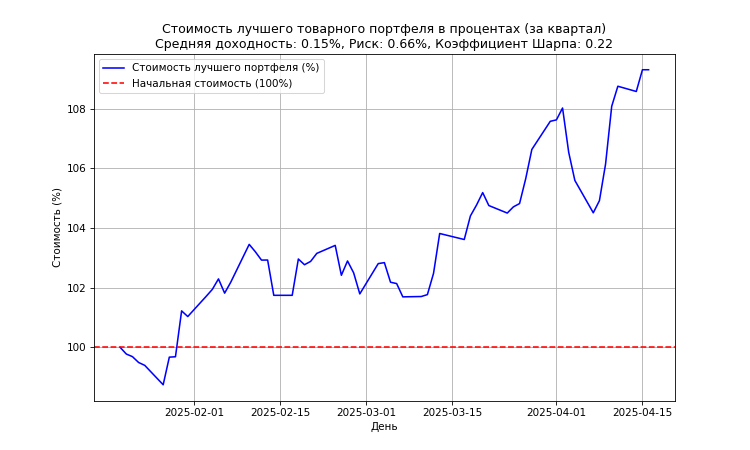 Стоимость лучшего товарного портфеля в процентах (за квартал)
Средняя доходность: 0.15%, Риск: 0.66%, Коэффициент Шарпа: 0.22
Стоимость лучшего портфеля (%)
Начальная стоимость (100%)
Стоимость (%)
108
106
104
102
100
2025-02-01
2025-02-15
2025-03-01
2025-03-15
2025-04-01
2025-04-15
День